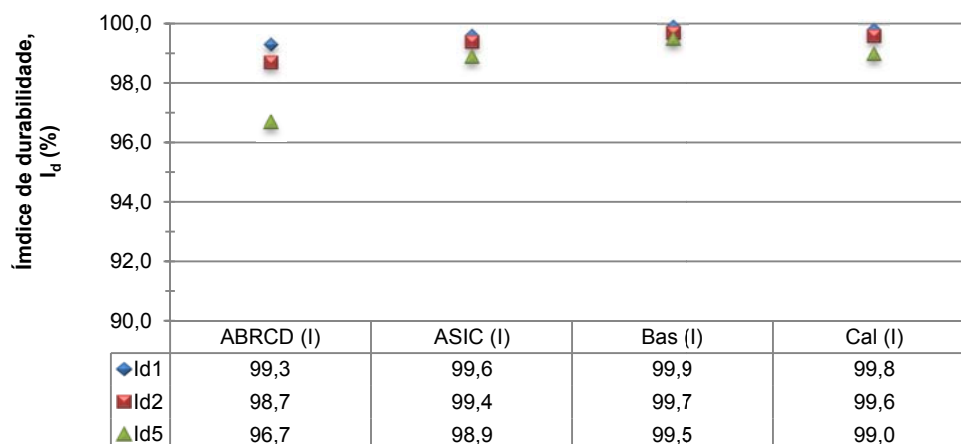 Ímdice de durabilidade,
Id (%)
100,0
98,0
96,0
94,0
92,0
90,0
ABRCD (I) ASIC (I) Bas (I) Cal (I)
Id1 99,3 99,6 99,9 99,8
Id2 98,7 99,4 99,7 99,6
Id5 96,7 98,9 99,5 99,0